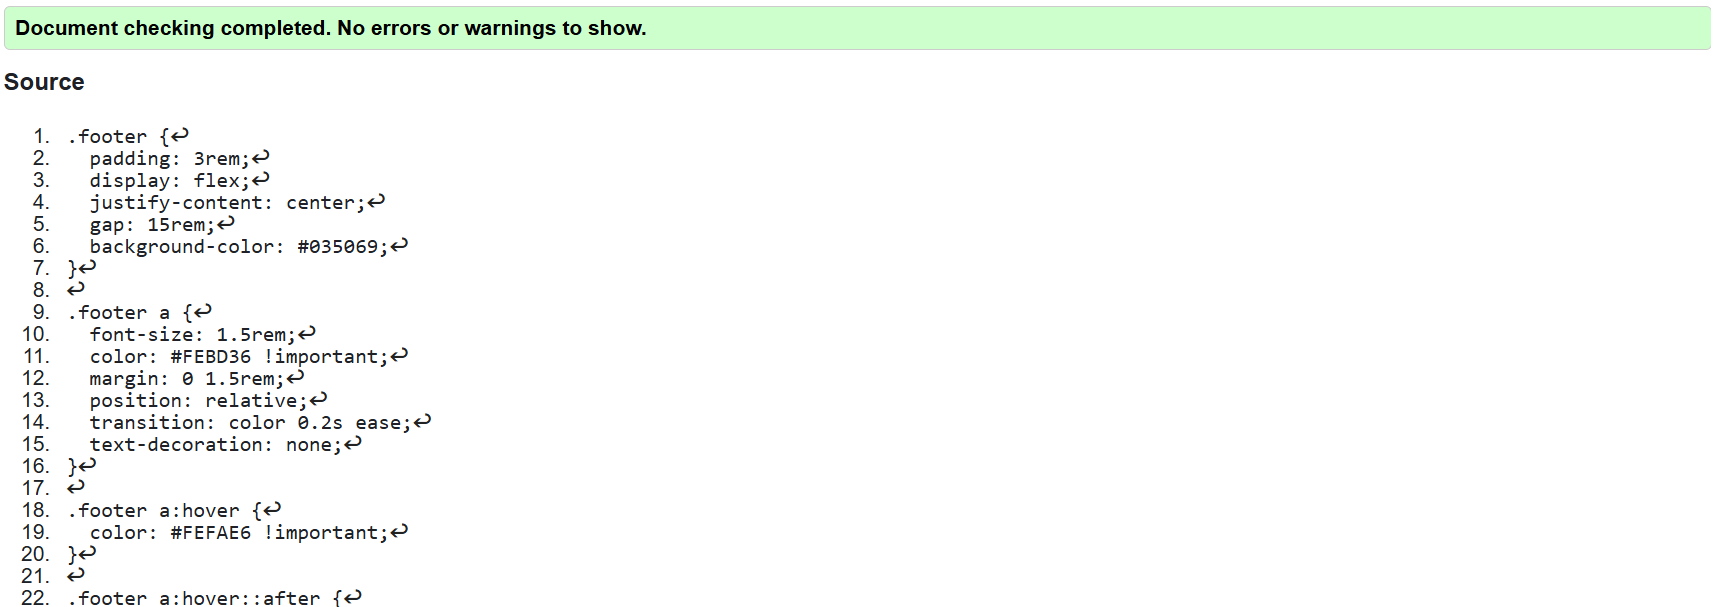 Document checking completed. No errors or warnings to show.
Source
1. .footer {↩
2.   padding: 3rem;↩
3.   display: flex;↩
4.   justify-content: center;↩
5.   gap: 15rem;↩
6.   background-color: #035069;↩
7. }↩
8. ↩
9. .footer a {↩
10.   font-size: 1.5rem;↩
11.   color: #FEBD36 !important;↩
12.   margin: 0 1.5rem;↩
13.   position: relative;↩
14.   transition: color 0.2s ease;↩
15.   text-decoration: none;↩
16. }↩
17. ↩
18. .footer a:hover {↩
19.   color: #FEFAE6 !important;↩
20. }↩
21. ↩
22. .footer a:hover::after {↩